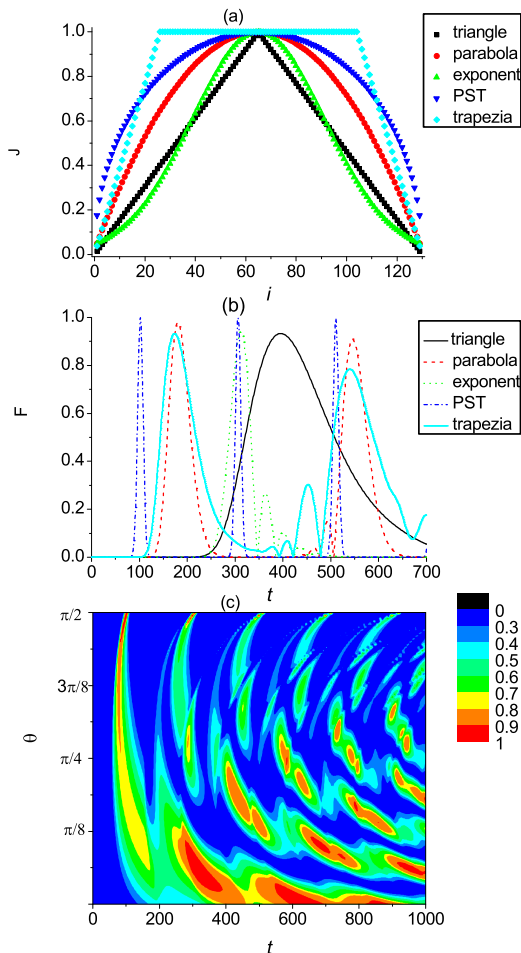 (a)
1.0
0.8
0.6
0.4
0.2
0.0
J
0 20 40 60 80 100 120
i
triangle
parabola
exponent
PST
trapezia
(b)
1.0
0.8
0.6
0.4
0.2
0.0
F
0 100 200 300 400 500 600 700
t
triangle
parabola
exponent
PST
trapezia
(c)
π/2
3π/8
π/4
π/8
θ
0 200 400 600 800 1000
t
0
0.3
0.4
0.5
0.6
0.7
0.8
0.9
1